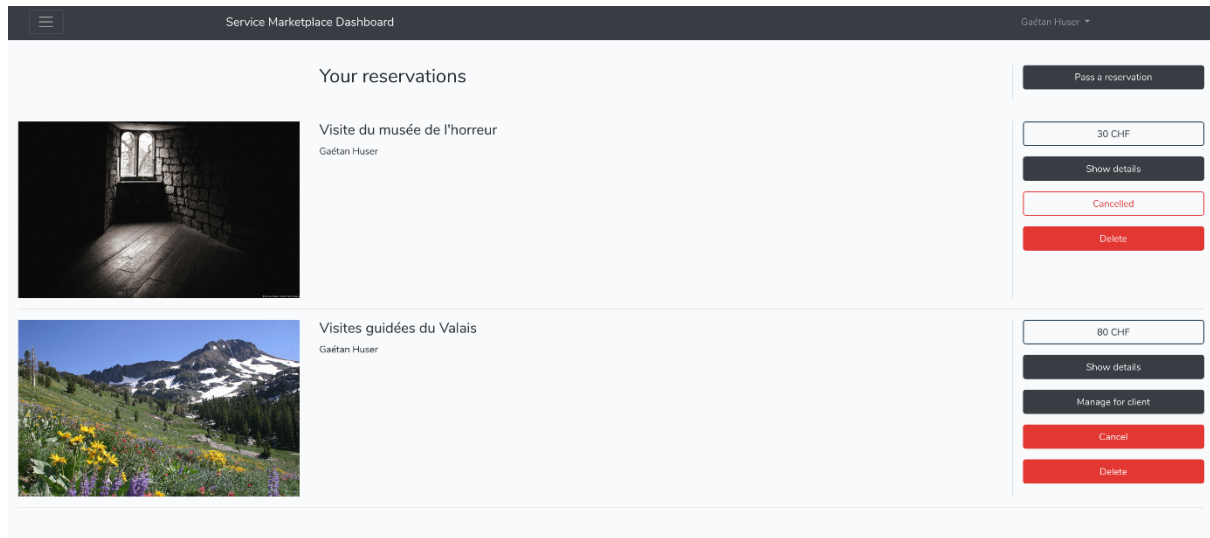 Service Marketplace Dashboard
Gaétan Huser
Your reservations
Pass a reservation
Visite du musée de l'horreur
Gaétan Huser
30 CHF
Show details
Cancelled
Delete
Visites guidées du Valais
Gaétan Huser
80 CHF
Show details
Manage for client
Cancel
Delete